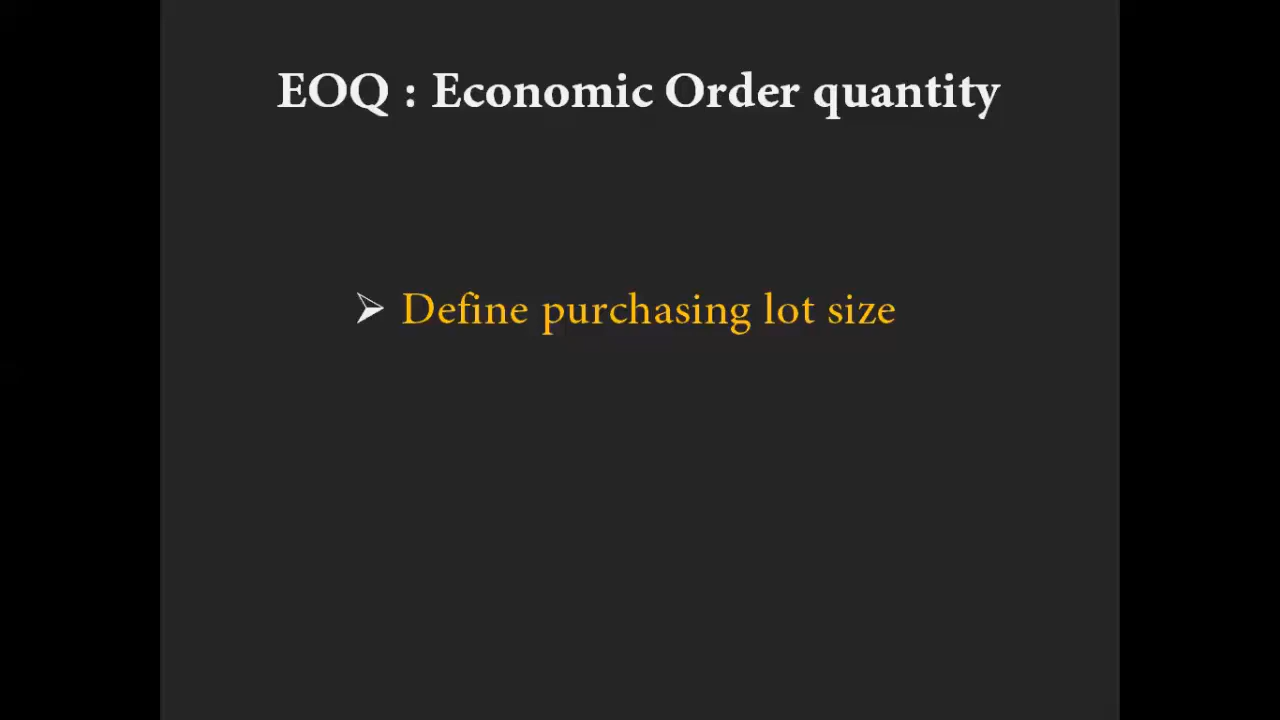 EOQ : Economic Order quantity
➢ Define purchasing lot size